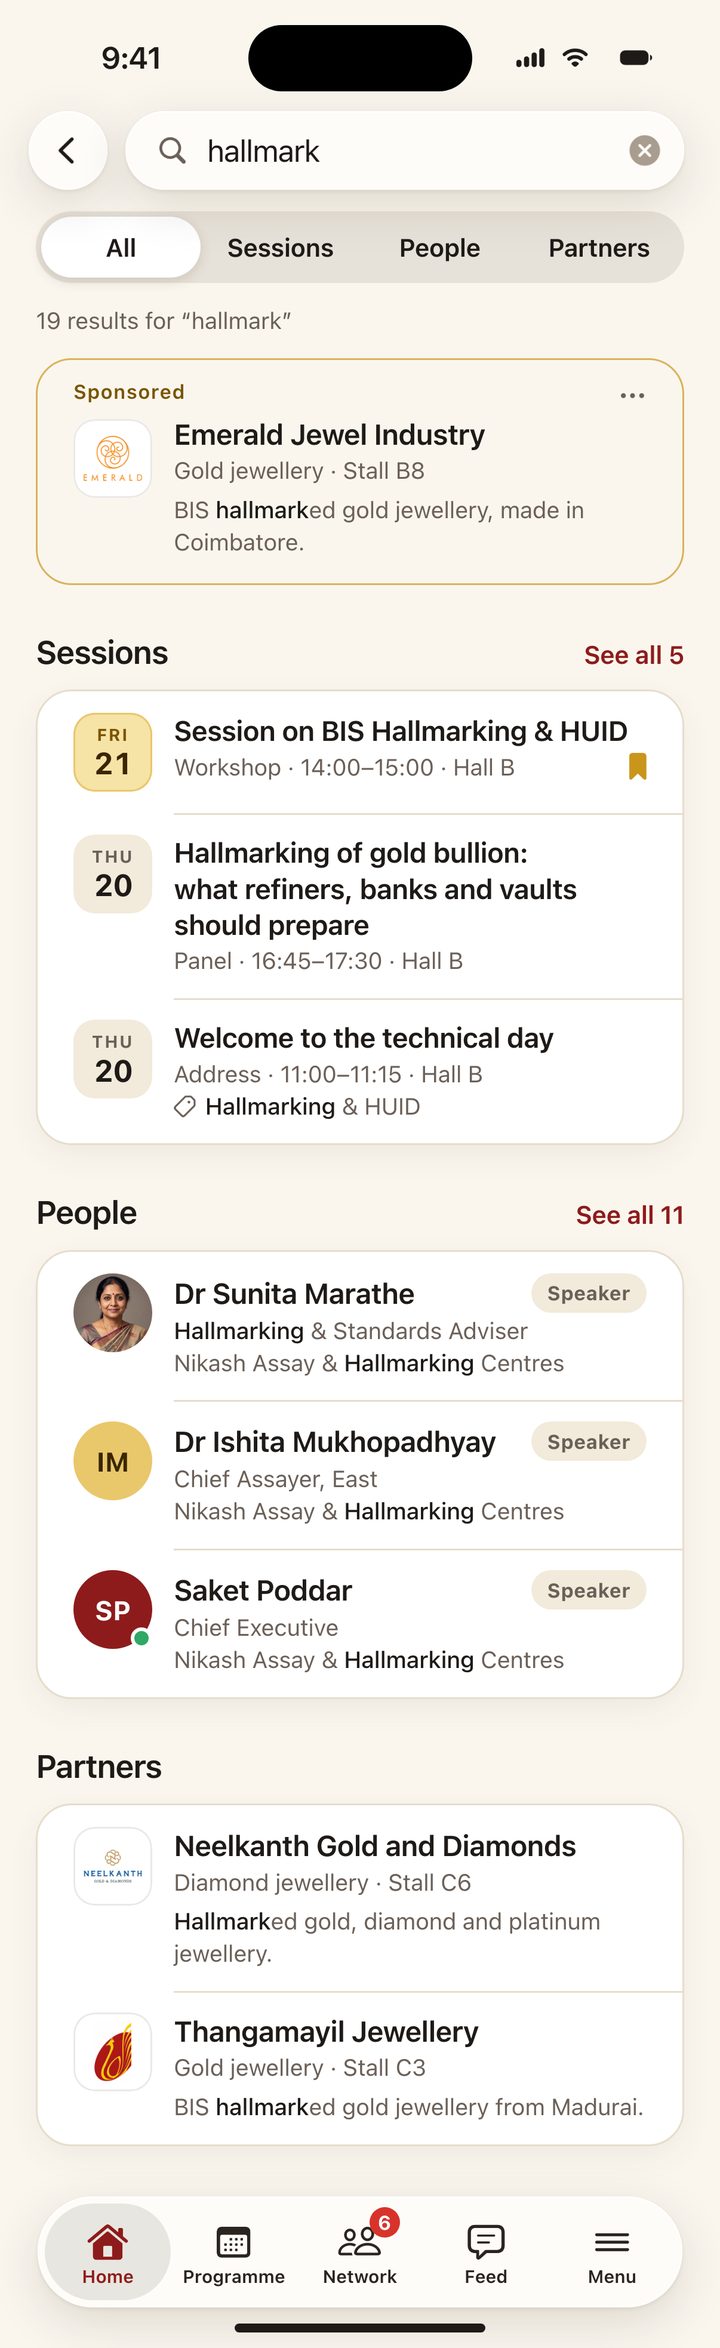 9:41
hallmark
All
Sessions
People
Partners
19 results for “hallmark”
Sponsored
EMERALD
Emerald Jewel Industry
Gold jewellery · Stall B8
BIS hallmarked gold jewellery, made in
Coimbatore.
Sessions
See all 5
FRI
21
Session on BIS Hallmarking & HUID
Workshop · 14:00–15:00 · Hall B
THU
20
Hallmarking of gold bullion:
what refiners, banks and vaults
should prepare
Panel · 16:45–17:30 · Hall B
THU
20
Welcome to the technical day
Address · 11:00–11:15 · Hall B
Hallmarking & HUID
People
See all 11
Dr Sunita Marathe
Speaker
Hallmarking & Standards Adviser
Nikash Assay & Hallmarking Centres
IM
Dr Ishita Mukhopadhyay
Speaker
Chief Assayer, East
Nikash Assay & Hallmarking Centres
SP
Saket Poddar
Speaker
Chief Executive
Nikash Assay & Hallmarking Centres
Partners
NEELKANTH
GOLD & DIAMONDS
Neelkanth Gold and Diamonds
Diamond jewellery · Stall C6
Hallmarked gold, diamond and platinum
jewellery.
Thangamayil Jewellery
Gold jewellery · Stall C3
BIS hallmarked gold jewellery from Madurai.
6
Home
Programme
Network
Feed
Menu